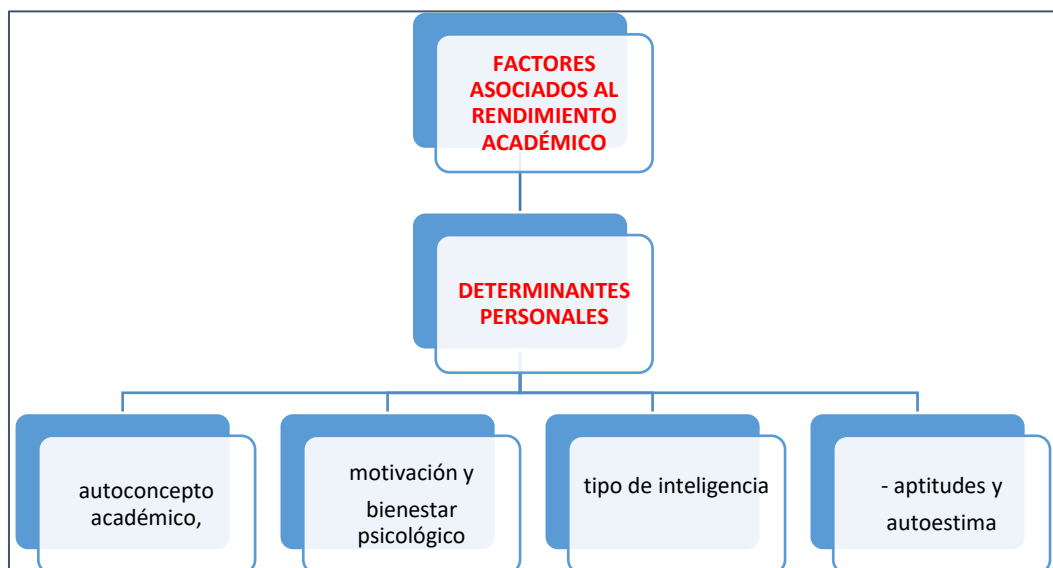 FACTORES
ASOCIADOS AL
RENDIMIENTO
ACADÉMICO
DETERMINANTES
PERSONALES
autoconcepto
académico,
motivación y
bienestar
psicológico
tipo de inteligencia
- aptitudes y
autoestima